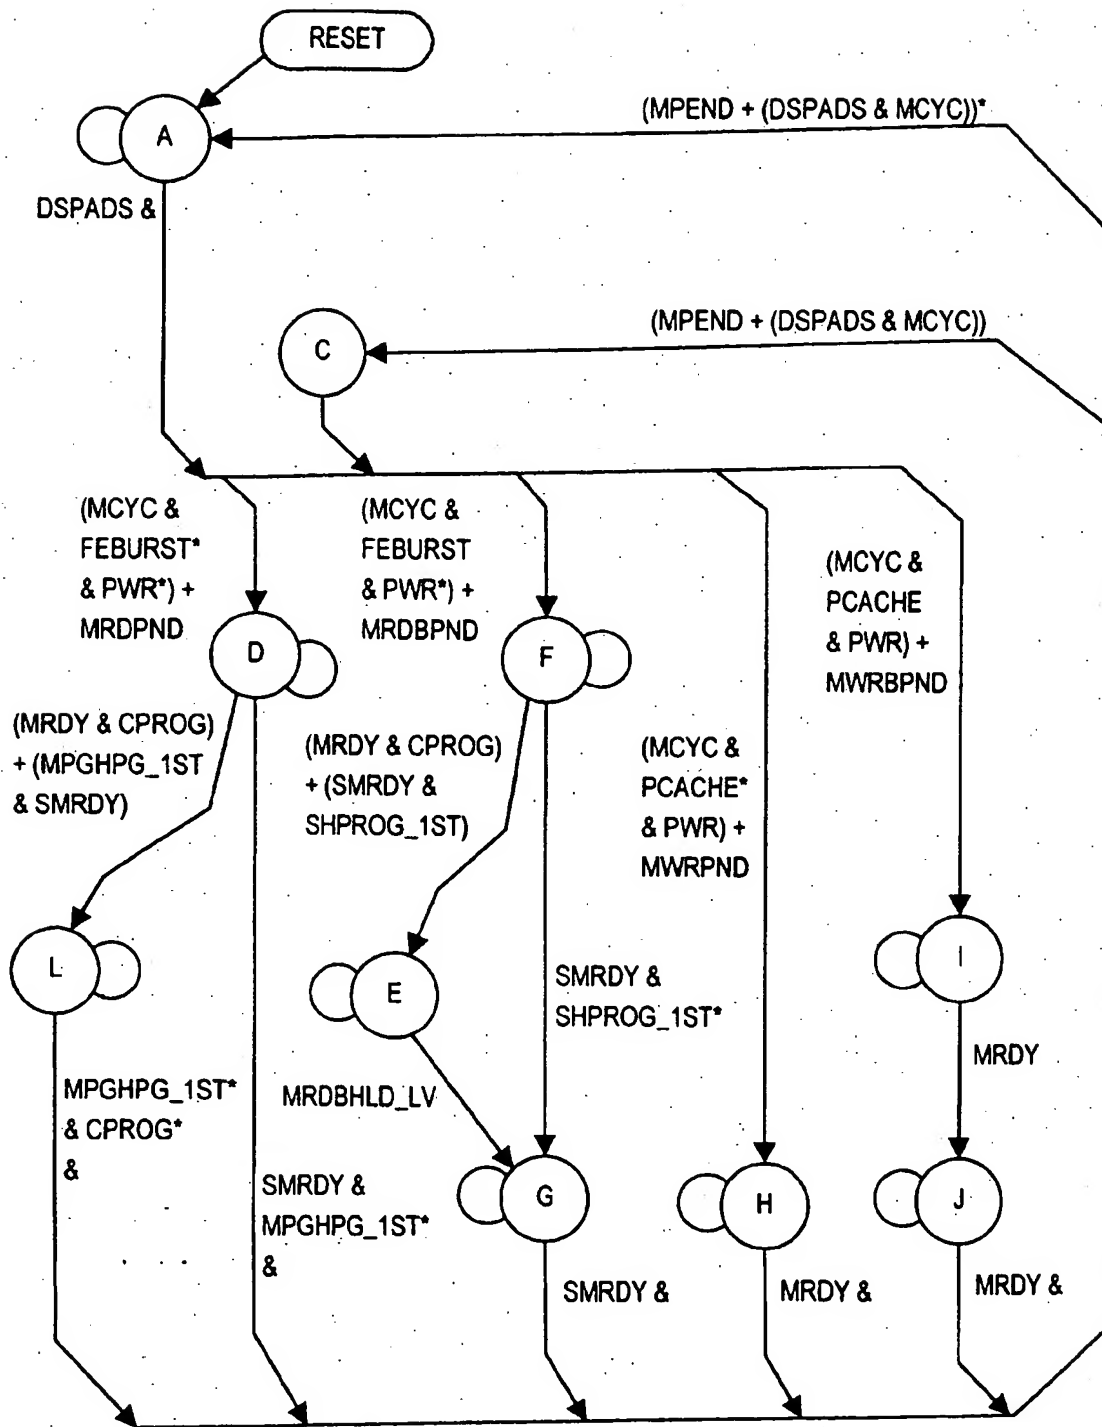 RESET
A
(MPEND + (DSPADS & MCYC))*
DSPADS &
C
(MPEND + (DSPADS & MCYC))
(MCYC &
FEBURST*
& PWR*) +
MRDPND
(MCYC &
FEBURST
& PWR*) +
MRDBPND
(MCYC &
PCACHE*
& PWR) +
MWRPND
(MCYC &
PCACHE
& PWR) +
MWRBPND
D
F
(MRDY & CPROG)
+ (MPGHPG_1ST
& SMRDY)
(MRDY & CPROG)
+ (SMRDY &
SHPROG_1ST)
L
E
I
SMRDY &
SHPROG_1ST*
MRDY
MPGHPG_1ST*
& CPROG*
&
MRDBHLD_LV
SMRDY &
MPGHPG_1ST*
&
G
H
J
SMRDY &
MRDY &
MRDY &